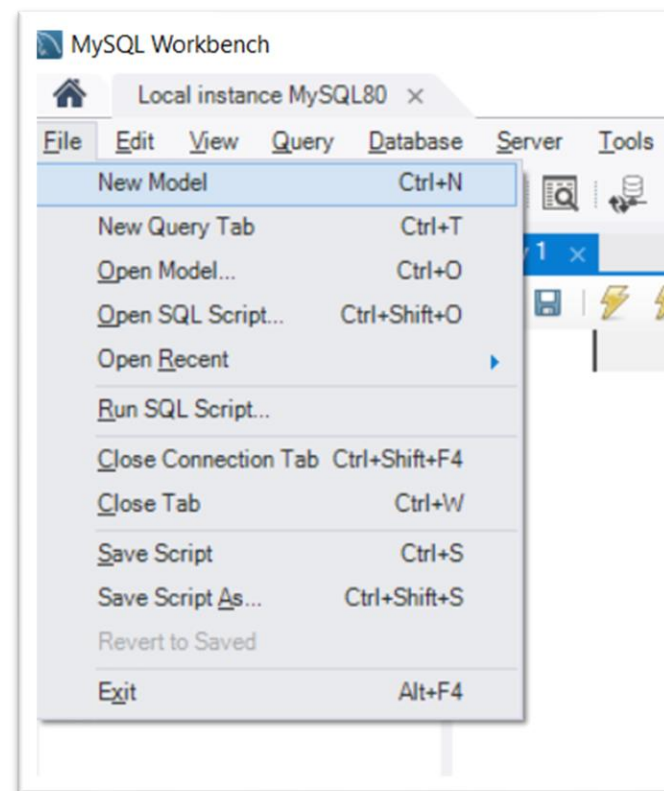 MySQL Workbench
Local instance MySQL80 ×
File Edit View Query Database Server Tools
New Model Ctrl+N
New Query Tab Ctrl+T
1 ×
Open Model... Ctrl+O
Open SQL Script... Ctrl+Shift+O
Open Recent
Run SQL Script...
Close Connection Tab Ctrl+Shift+F4
Close Tab Ctrl+W
Save Script Ctrl+S
Save Script As... Ctrl+Shift+S
Revert to Saved
Exit Alt+F4